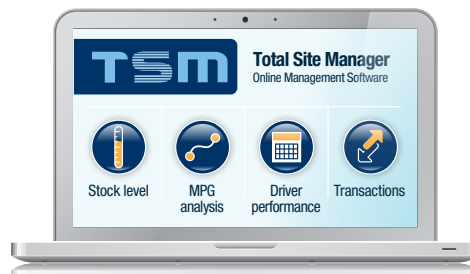 TSM
Total Site Manager
Online Management Software
Stock level
MPG
analysis
Driver
performance
Transactions